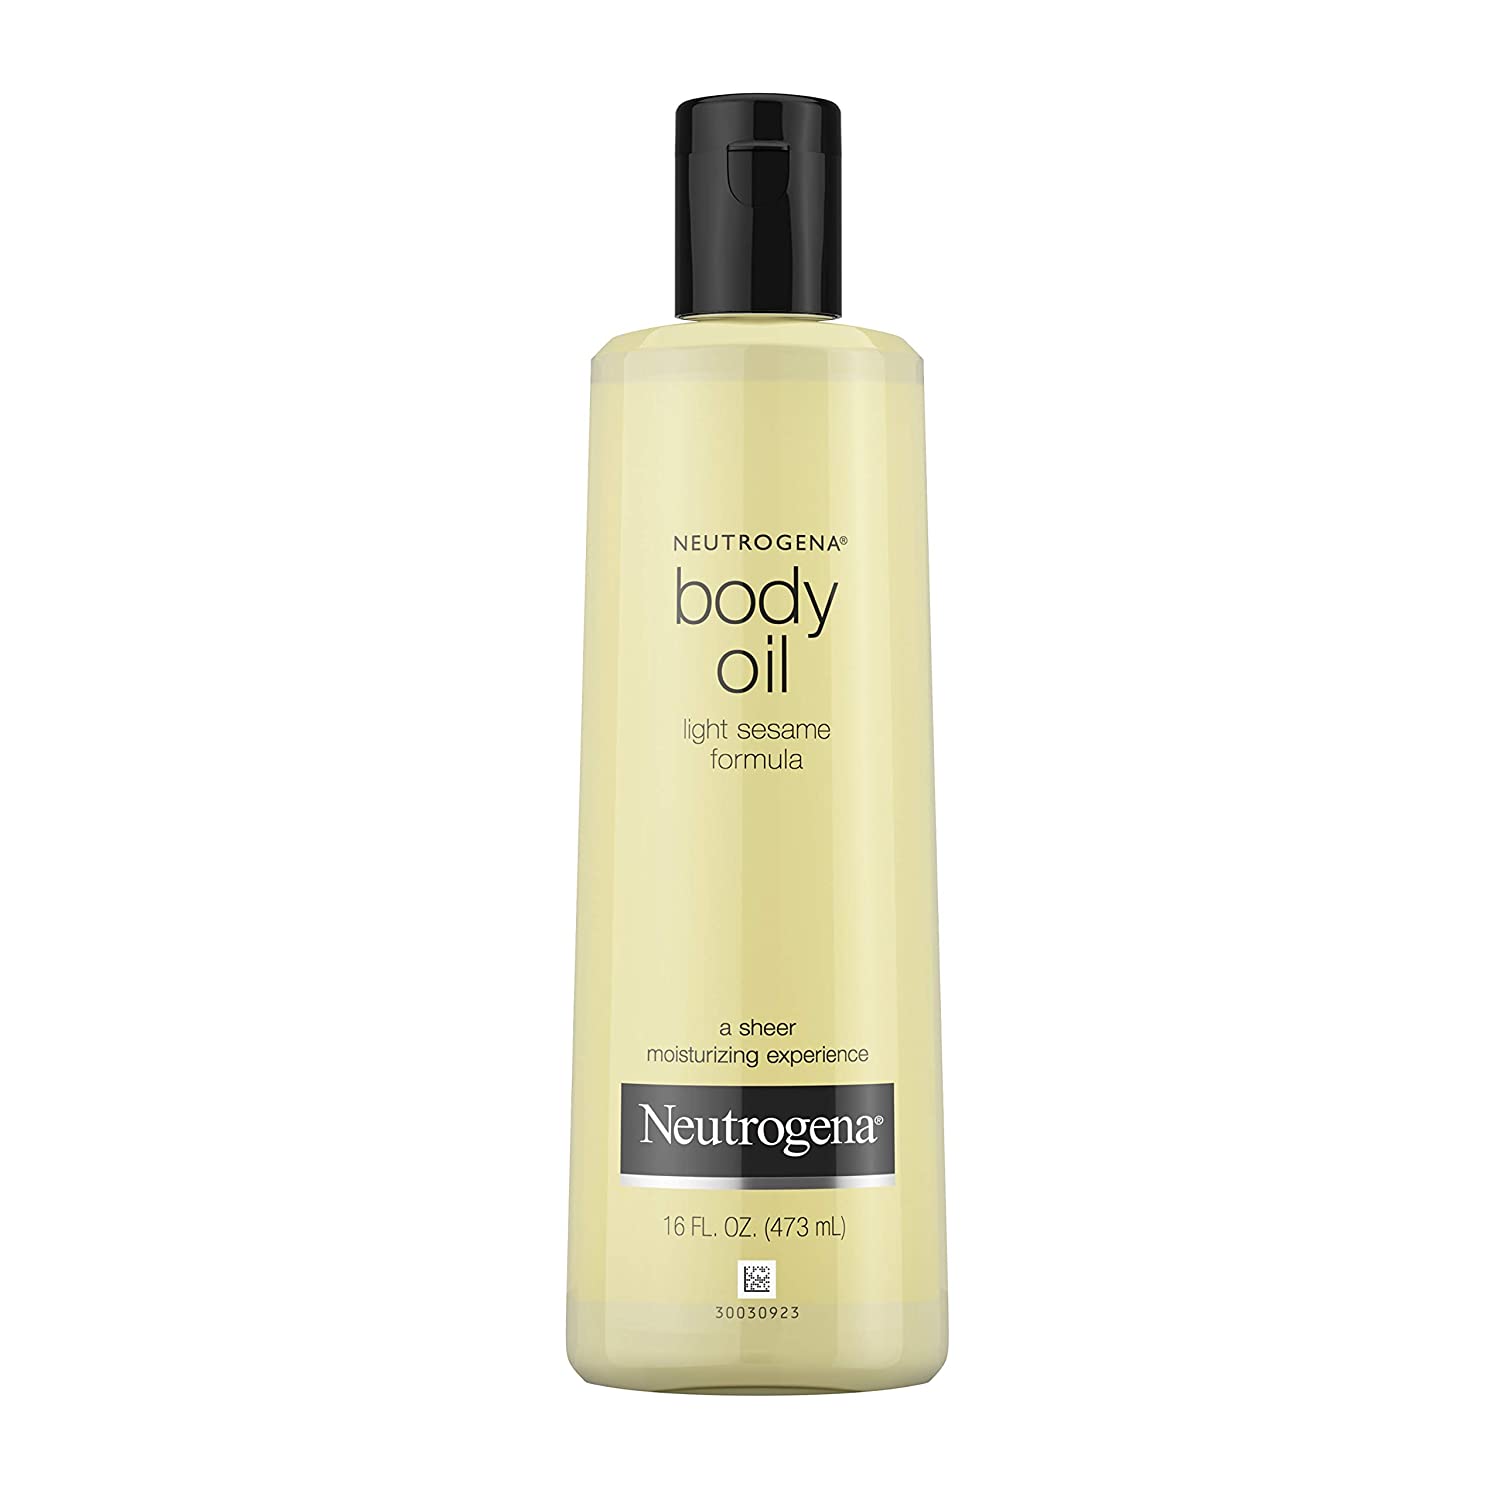 NEUTROGENA®
body
oil
light sesame
formula
a sheer
moisturizing experience
Neutrogena®
16 FL. OZ. (473 mL)
30030923